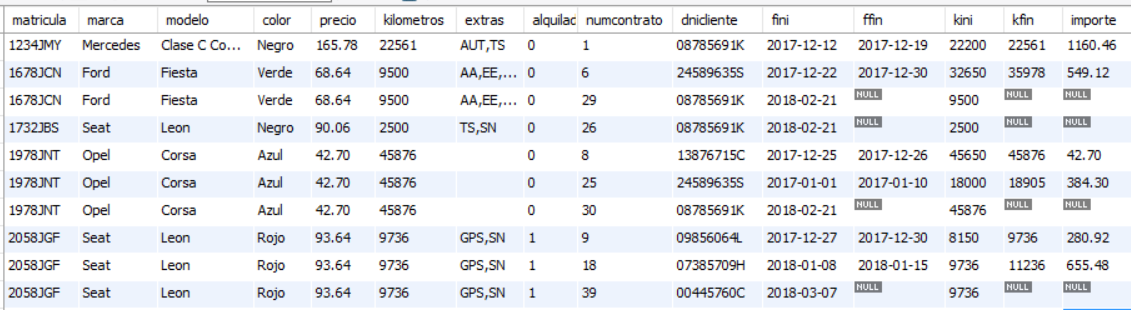 matricula marca modelo color precio kilometros extras alquilad numcontrato dnicliente fini ffin kini kfin importe
1234JMY Mercedes Clase C Co... Negro 165.78 22561 AUT,TS 0 1 08785691K 2017-12-12 2017-12-19 22200 22561 1160.46
1678JCN Ford Fiesta Verde 68.64 9500 AA,EE,... 0 6 24589635S 2017-12-22 2017-12-30 32650 35978 549.12
1678JCN Ford Fiesta Verde 68.64 9500 AA,EE,... 0 29 08785691K 2018-02-21 NULL 9500 NULL NULL
1732JBS Seat Leon Negro 90.06 2500 TS,SN 0 26 08785691K 2018-02-21 NULL 2500 NULL NULL
1978JNT Opel Corsa Azul 42.70 45876 0 8 13876715C 2017-12-25 2017-12-26 45650 45876 42.70
1978JNT Opel Corsa Azul 42.70 45876 0 25 24589635S 2017-01-01 2017-01-10 18000 18905 384.30
1978JNT Opel Corsa Azul 42.70 45876 0 30 08785691K 2018-02-21 NULL 45876 NULL NULL
2058JGF Seat Leon Rojo 93.64 9736 GPS,SN 1 9 09856064L 2017-12-27 2017-12-30 8150 9736 280.92
2058JGF Seat Leon Rojo 93.64 9736 GPS,SN 1 18 07385709H 2018-01-08 2018-01-15 9736 11236 655.48
2058JGF Seat Leon Rojo 93.64 9736 GPS,SN 1 39 00445760C 2018-03-07 NULL 9736 NULL NULL